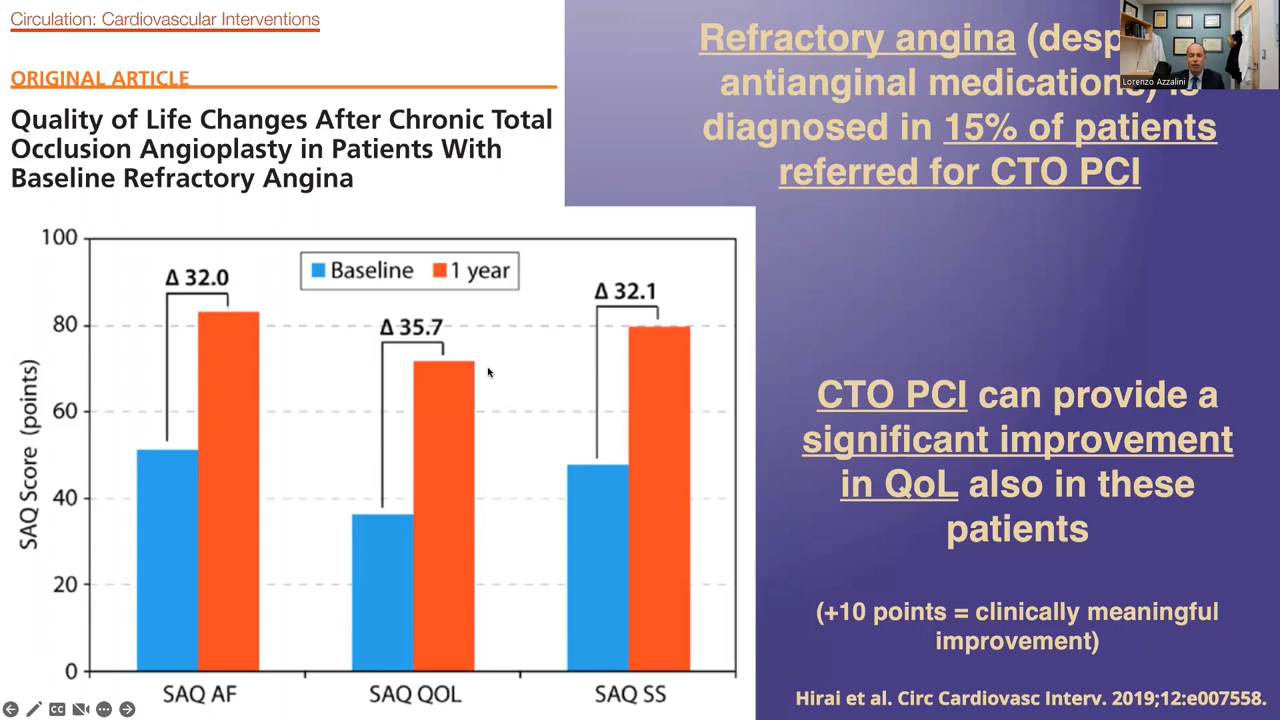 Circulation: Cardiovascular Interventions
ORIGINAL ARTICLE
Quality of Life Changes After Chronic Total
Occlusion Angioplasty in Patients With
Baseline Refractory Angina
Refractory angina (desp
antianginal medications)
diagnosed in 15% of patients
referred for CTO PCI
Lorenzo Azzalini
100
80
60
40
20
0
SAQ Score (points)
Baseline
1 year
Δ 32.0
Δ 35.7
Δ 32.1
SAQ AF
SAQ QOL
SAQ SS
CTO PCI can provide a
significant improvement
in QoL also in these
patients
(+10 points = clinically meaningful
improvement)
Hirai et al. Circ Cardiovasc Interv. 2019;12:e007558.
CC